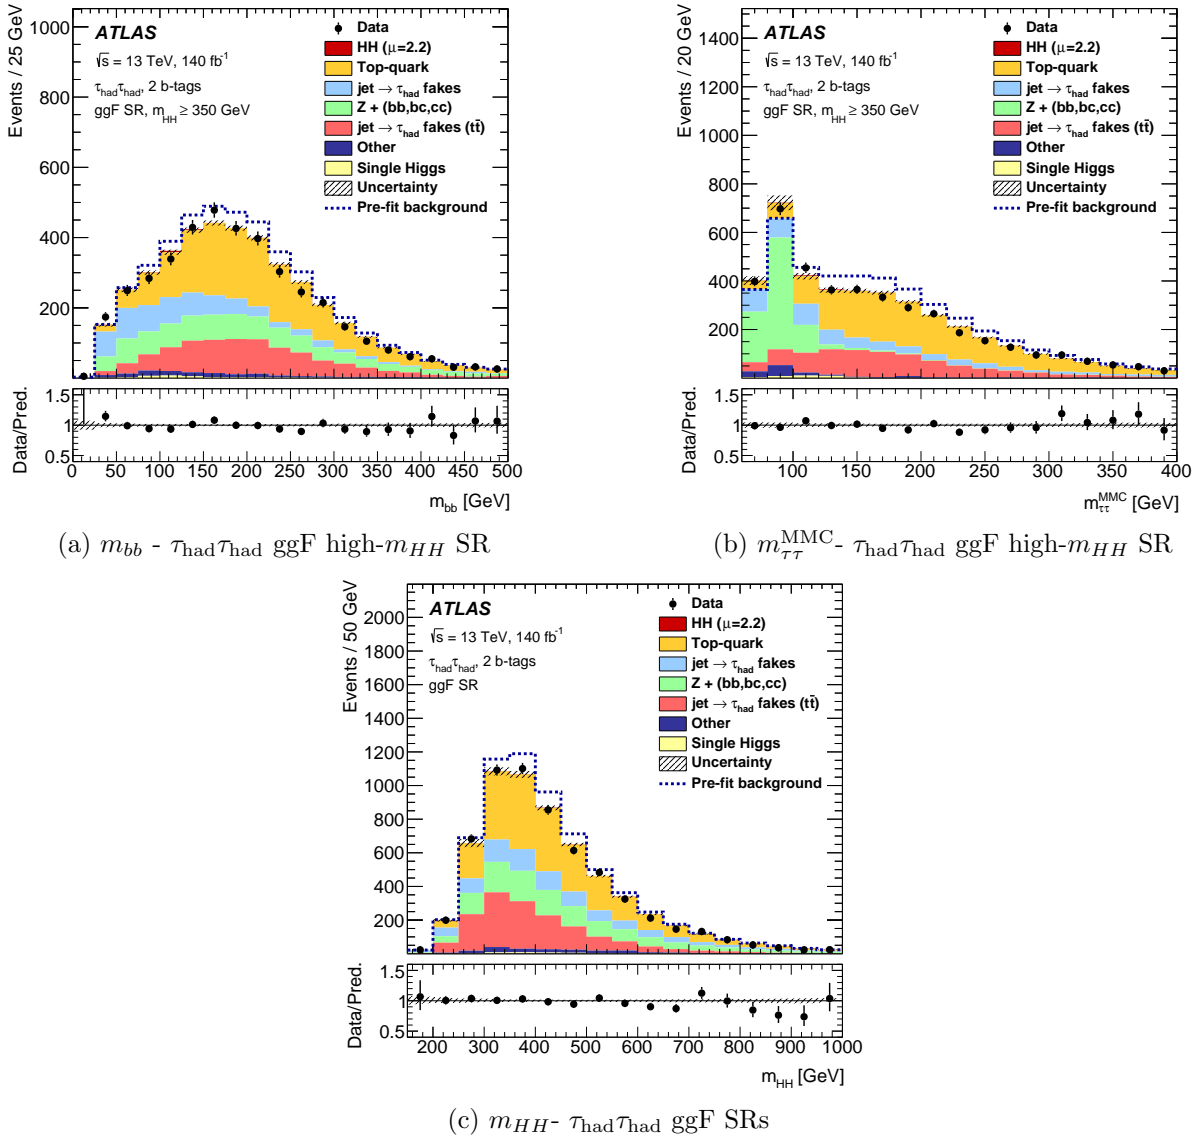 Events / 25 GeV
1000
800
600
400
200
ATLAS
√s = 13 TeV, 140 fb⁻¹
τhadτhad, 2 b-tags
ggF SR, mHH ≥ 350 GeV
Data
HH (μ=2.2)
Top-quark
jet → τhad fakes
Z + (bb,bc,cc)
jet → τhad fakes (tt̄)
Other
Single Higgs
Uncertainty
Pre-fit background
Data/Pred.
1.5
1
0.5
0 50 100 150 200 250 300 350 400 450 500
mbb [GeV]
(a) mbb - τhadτhad ggF high-mHH SR
Events / 20 GeV
1400
1200
1000
800
600
400
200
ATLAS
√s = 13 TeV, 140 fb⁻¹
τhadτhad, 2 b-tags
ggF SR, mHH ≥ 350 GeV
Data
HH (μ=2.2)
Top-quark
jet → τhad fakes
Z + (bb,bc,cc)
jet → τhad fakes (tt̄)
Other
Single Higgs
Uncertainty
Pre-fit background
Data/Pred.
1.5
1
0.5
100 150 200 250 300 350 400
mττMMC [GeV]
(b) mττMMC- τhadτhad ggF high-mHH SR
Events / 50 GeV
2000
1800
1600
1400
1200
1000
800
600
400
200
ATLAS
√s = 13 TeV, 140 fb⁻¹
τhadτhad, 2 b-tags
ggF SR
Data
HH (μ=2.2)
Top-quark
jet → τhad fakes
Z + (bb,bc,cc)
jet → τhad fakes (tt̄)
Other
Single Higgs
Uncertainty
Pre-fit background
Data/Pred.
1.5
1
0.5
200 300 400 500 600 700 800 900 1000
mHH [GeV]
(c) mHH- τhadτhad ggF SRs